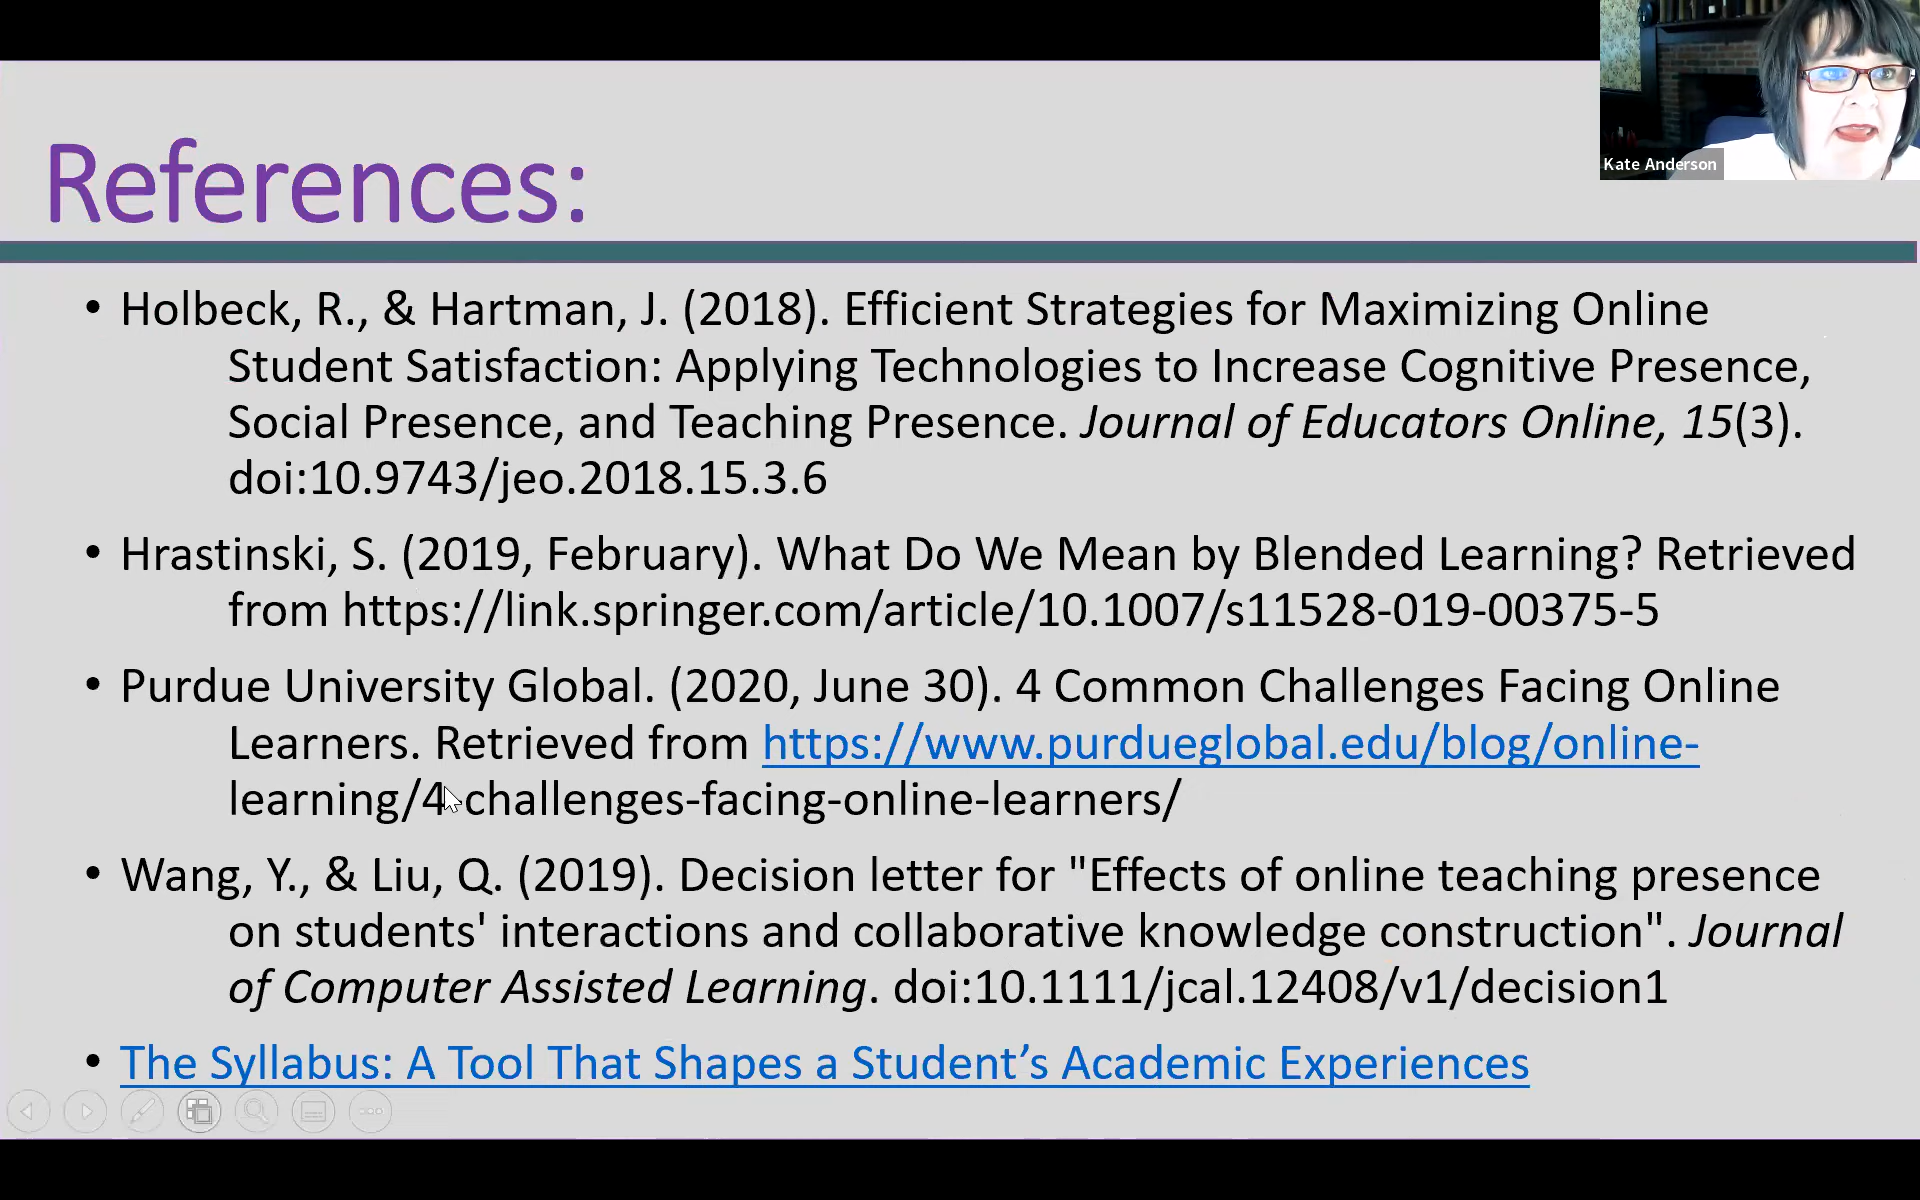 Kate Anderson
References:
• Holbeck, R., & Hartman, J. (2018). Efficient Strategies for Maximizing Online
Student Satisfaction: Applying Technologies to Increase Cognitive Presence,
Social Presence, and Teaching Presence. Journal of Educators Online, 15(3).
doi:10.9743/jeo.2018.15.3.6
• Hrastinski, S. (2019, February). What Do We Mean by Blended Learning? Retrieved
from https://link.springer.com/article/10.1007/s11528-019-00375-5
• Purdue University Global. (2020, June 30). 4 Common Challenges Facing Online
Learners. Retrieved from https://www.purdueglobal.edu/blog/online-
learning/4-challenges-facing-online-learners/
• Wang, Y., & Liu, Q. (2019). Decision letter for "Effects of online teaching presence
on students' interactions and collaborative knowledge construction". Journal
of Computer Assisted Learning. doi:10.1111/jcal.12408/v1/decision1
• The Syllabus: A Tool That Shapes a Student’s Academic Experiences